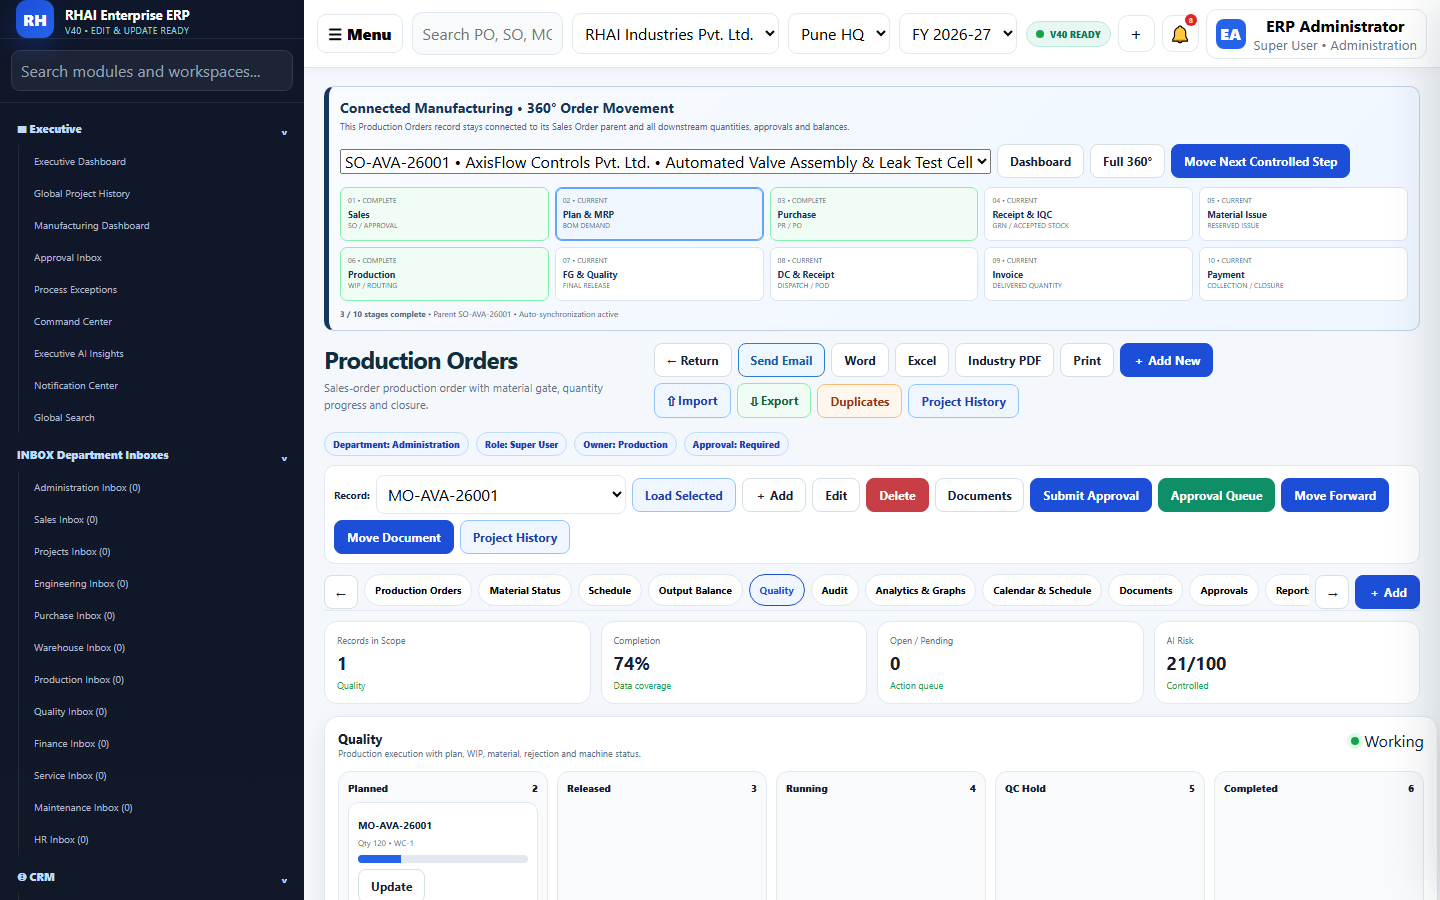 RH
RHAI Enterprise ERP
V40 • EDIT & UPDATE READY
Search modules and workspaces...
Executive
Executive Dashboard
Global Project History
Manufacturing Dashboard
Approval Inbox
Process Exceptions
Command Center
Executive AI Insights
Notification Center
Global Search
INBOX Department Inboxes
Administration Inbox (0)
Sales Inbox (0)
Projects Inbox (0)
Engineering Inbox (0)
Purchase Inbox (0)
Warehouse Inbox (0)
Production Inbox (0)
Quality Inbox (0)
Finance Inbox (0)
Service Inbox (0)
Maintenance Inbox (0)
HR Inbox (0)
CRM
☰ Menu
Search PO, SO, MC
RHAI Industries Pvt. Ltd.
Pune HQ
FY 2026-27
V40 READY
+
8
EA
ERP Administrator
Super User • Administration
Connected Manufacturing • 360° Order Movement
This Production Orders record stays connected to its Sales Order parent and all downstream quantities, approvals and balances.
SO-AVA-26001 • AxisFlow Controls Pvt. Ltd. • Automated Valve Assembly & Leak Test Cell
Dashboard
Full 360°
Move Next Controlled Step
01 • COMPLETE
Sales
SO / APPROVAL
02 • CURRENT
Plan & MRP
BOM DEMAND
03 • COMPLETE
Purchase
PR / PO
04 • CURRENT
Receipt & IQC
GRN / ACCEPTED STOCK
05 • CURRENT
Material Issue
RESERVED ISSUE
06 • COMPLETE
Production
WIP / ROUTING
07 • CURRENT
FG & Quality
FINAL RELEASE
08 • CURRENT
DC & Receipt
DISPATCH / POD
09 • CURRENT
Invoice
DELIVERED QUANTITY
10 • CURRENT
Payment
COLLECTION / CLOSURE
3 / 10 stages complete • Parent SO-AVA-26001 • Auto-synchronization active
Production Orders
Sales-order production order with material gate, quantity
progress and closure.
← Return
Send Email
Word
Excel
Industry PDF
Print
+ Add New
⇧ Import
⇩ Export
Duplicates
Project History
Department: Administration
Role: Super User
Owner: Production
Approval: Required
Record:
MO-AVA-26001
Load Selected
+ Add
Edit
Delete
Documents
Submit Approval
Approval Queue
Move Forward
Move Document
Project History
←
Production Orders
Material Status
Schedule
Output Balance
Quality
Audit
Analytics & Graphs
Calendar & Schedule
Documents
Approvals
Report
→
+ Add
Records in Scope
1
Quality
Completion
74%
Data coverage
Open / Pending
0
Action queue
AI Risk
21/100
Controlled
Quality
Production execution with plan, WIP, material, rejection and machine status.
Working
Planned 2
Released 3
Running 4
QC Hold 5
Completed 6
MO-AVA-26001
Qty 120 • WC-1
Update